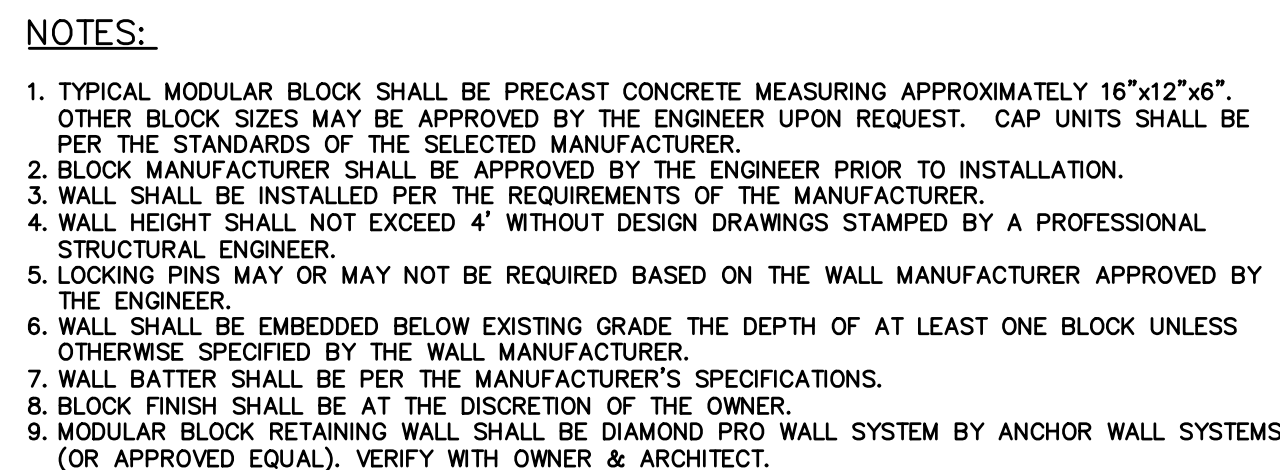 NOTES:
1. TYPICAL MODULAR BLOCK SHALL BE PRECAST CONCRETE MEASURING APPROXIMATELY 16"x12"x6".
OTHER BLOCK SIZES MAY BE APPROVED BY THE ENGINEER UPON REQUEST. CAP UNITS SHALL BE
PER THE STANDARDS OF THE SELECTED MANUFACTURER.
2. BLOCK MANUFACTURER SHALL BE APPROVED BY THE ENGINEER PRIOR TO INSTALLATION.
3. WALL SHALL BE INSTALLED PER THE REQUIREMENTS OF THE MANUFACTURER.
4. WALL HEIGHT SHALL NOT EXCEED 4' WITHOUT DESIGN DRAWINGS STAMPED BY A PROFESSIONAL
STRUCTURAL ENGINEER.
5. LOCKING PINS MAY OR MAY NOT BE REQUIRED BASED ON THE WALL MANUFACTURER APPROVED BY
THE ENGINEER.
6. WALL SHALL BE EMBEDDED BELOW EXISTING GRADE THE DEPTH OF AT LEAST ONE BLOCK UNLESS
OTHERWISE SPECIFIED BY THE WALL MANUFACTURER.
7. WALL BATTER SHALL BE PER THE MANUFACTURER'S SPECIFICATIONS.
8. BLOCK FINISH SHALL BE AT THE DISCRETION OF THE OWNER.
9. MODULAR BLOCK RETAINING WALL SHALL BE DIAMOND PRO WALL SYSTEM BY ANCHOR WALL SYSTEMS
(OR APPROVED EQUAL). VERIFY WITH OWNER & ARCHITECT.